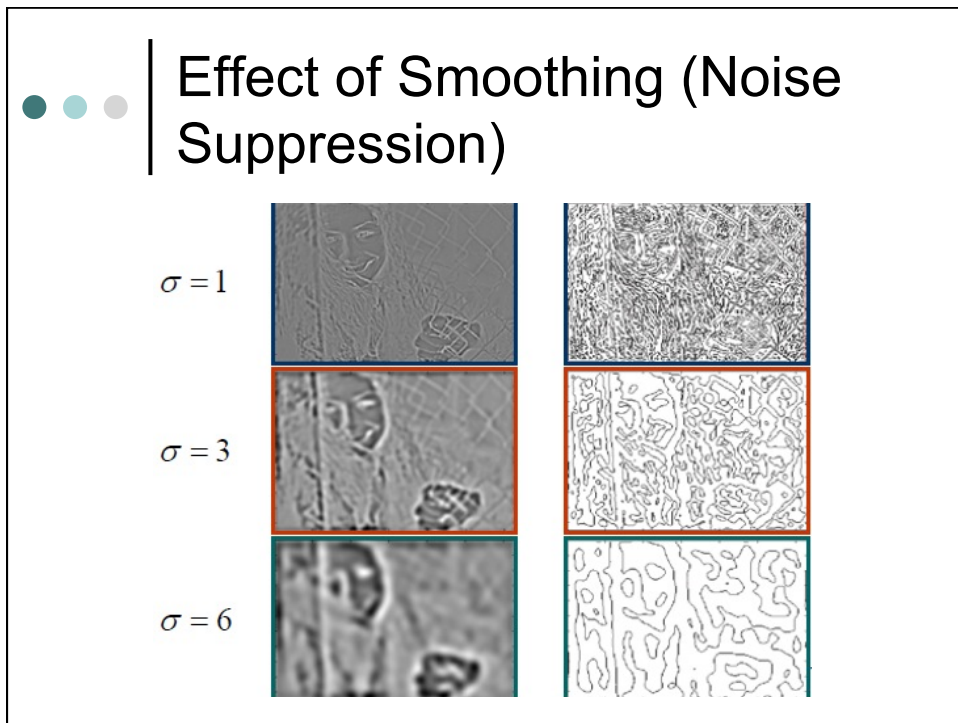 Effect of Smoothing (Noise
Suppression)
σ = 1
σ = 3
σ = 6